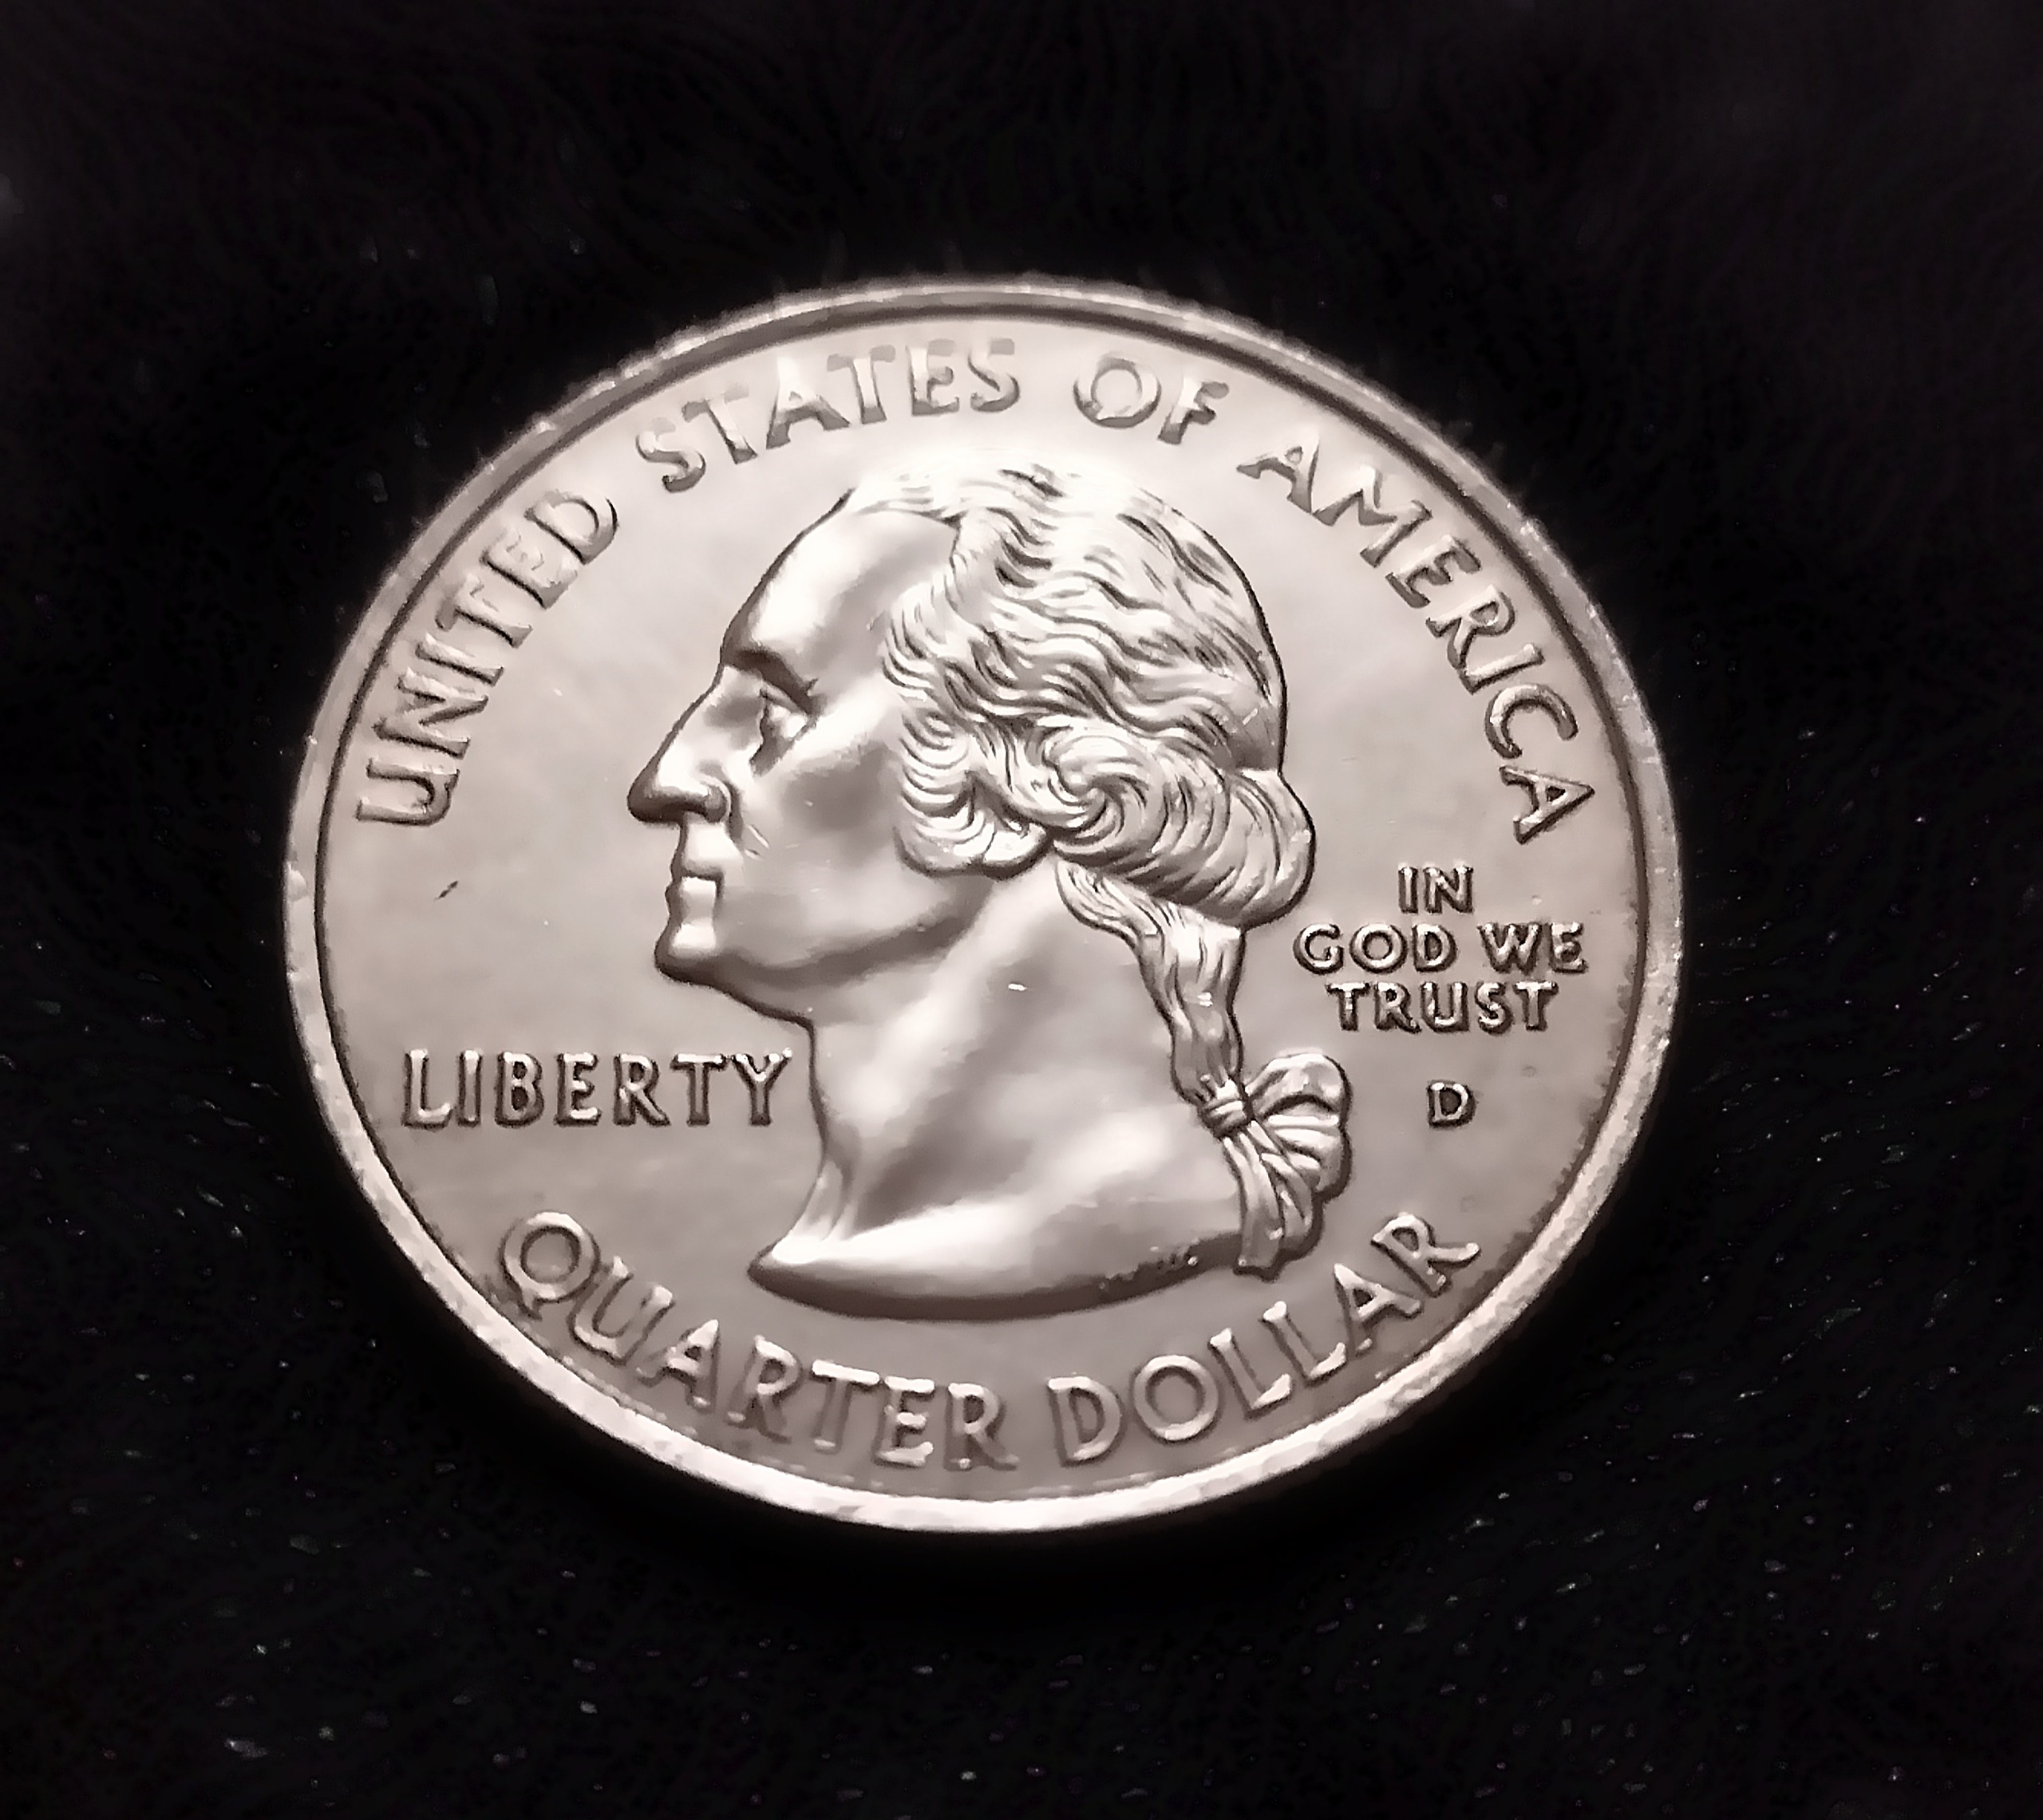 UNITED STATES OF AMERICA
IN
GOD WE
TRUST
LIBERTY
D
QUARTER DOLLAR